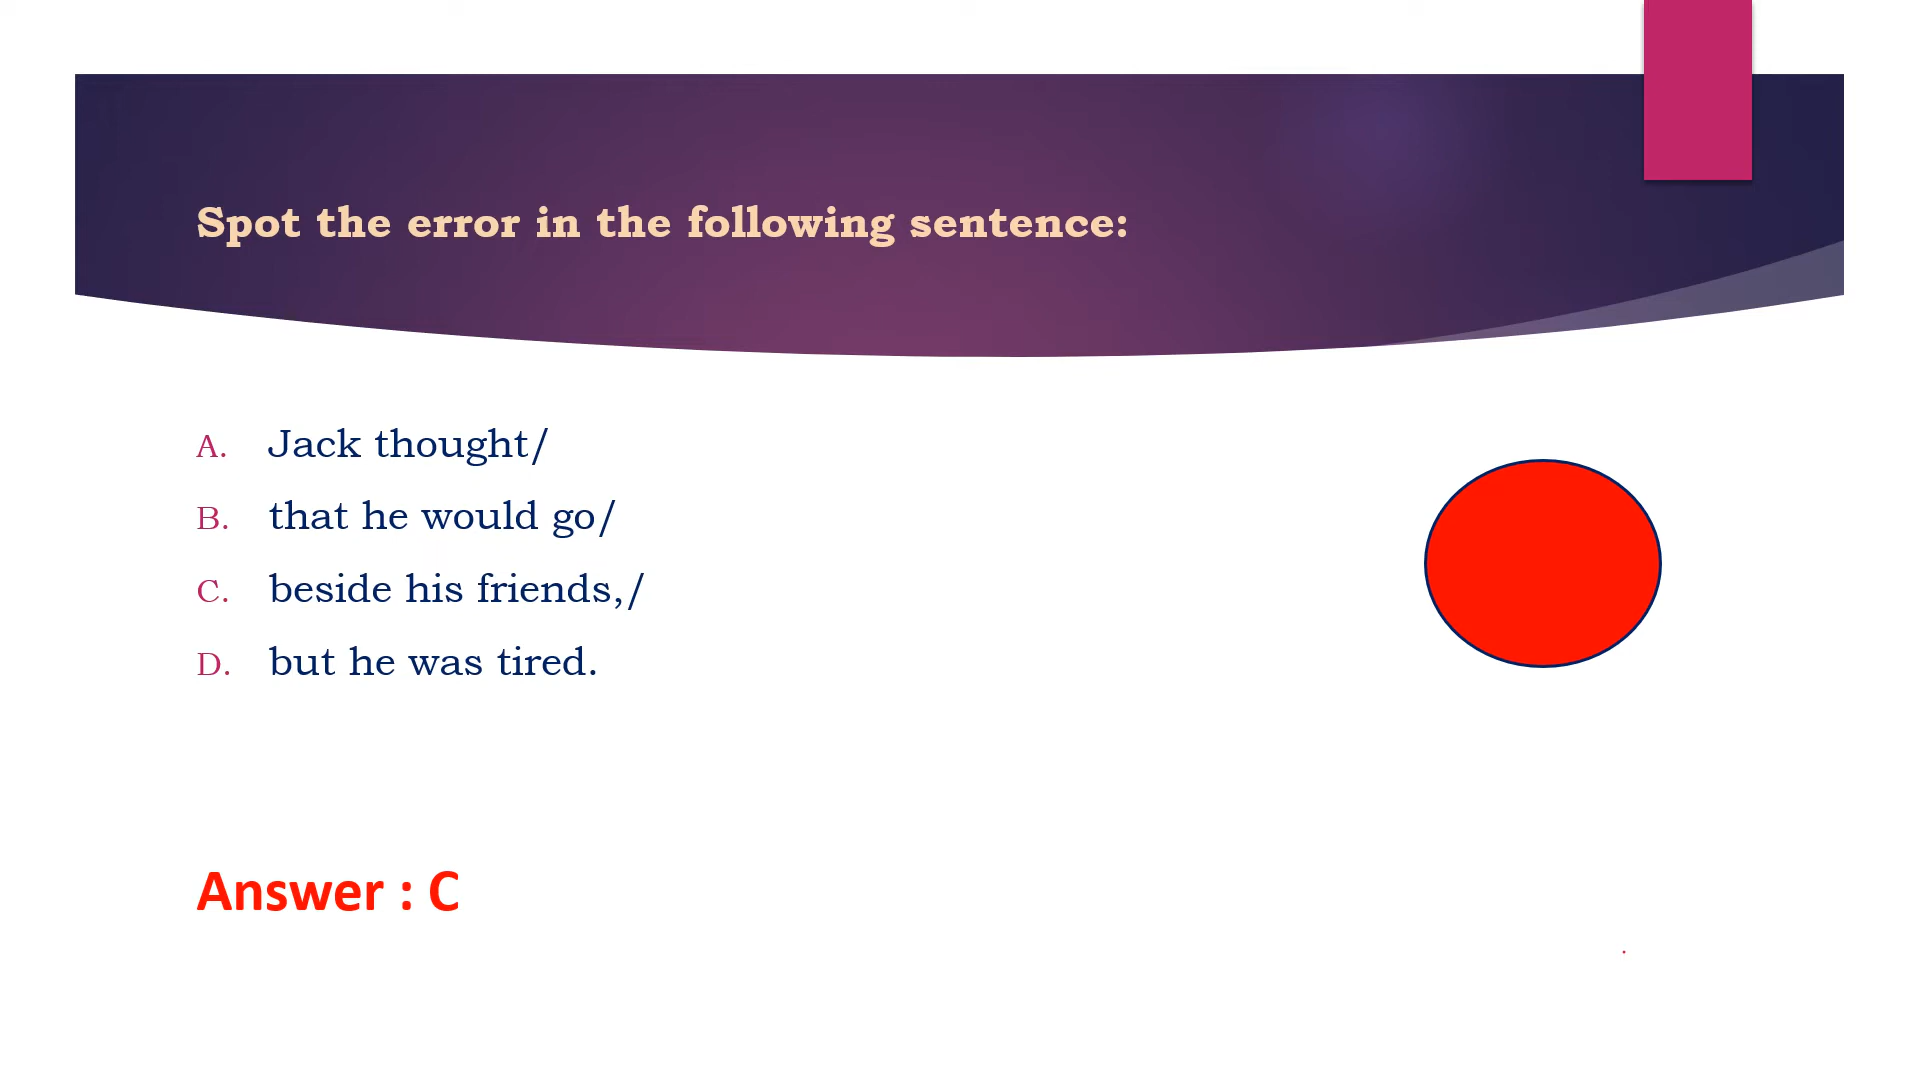 Spot the error in the following sentence:
A. Jack thought/
B. that he would go/
C. beside his friends,/
D. but he was tired.
Answer : C
.